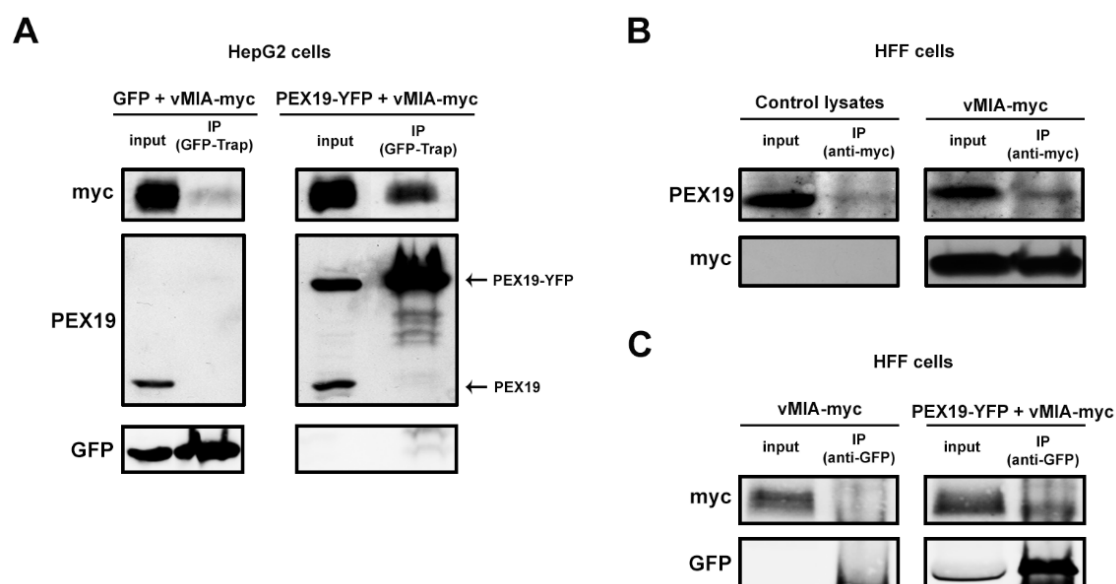 A
HepG2 cells
GFP + vMIA-myc
PEX19-YFP + vMIA-myc
input
IP
(GFP-Trap)
input
IP
(GFP-Trap)
myc
PEX19
← PEX19-YFP
← PEX19
GFP
B
HFF cells
Control lysates
vMIA-myc
input
IP
(anti-myc)
input
IP
(anti-myc)
PEX19
myc
C
HFF cells
vMIA-myc
PEX19-YFP + vMIA-myc
input
IP
(anti-GFP)
input
IP
(anti-GFP)
myc
GFP